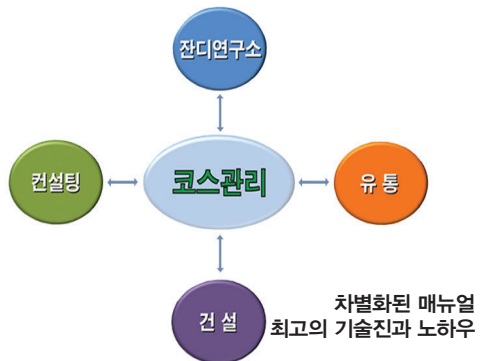 잔디연구소
컨설팅
코스관리
유통
건설
차별화된 매뉴얼
최고의 기술진과 노하우